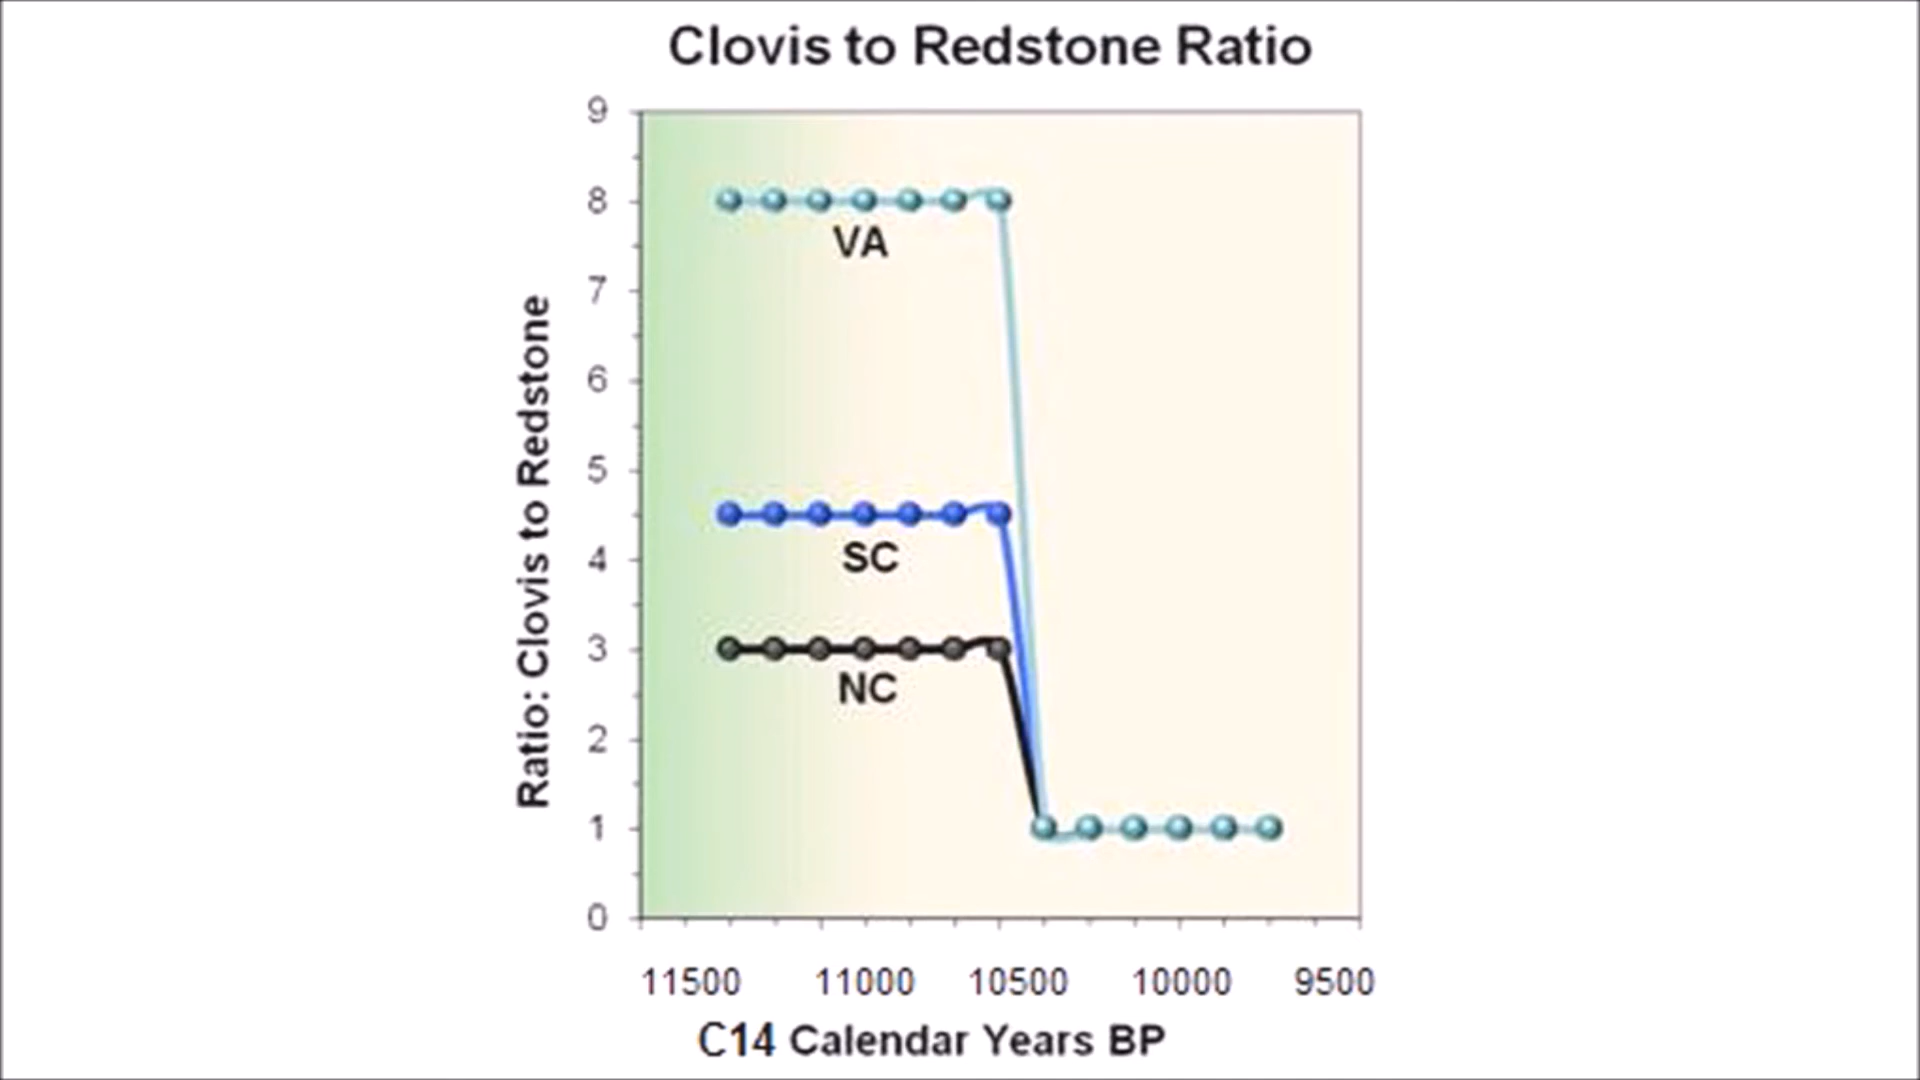 Clovis to Redstone Ratio
Ratio: Clovis to Redstone
9
8
7
6
5
4
3
2
1
0
VA
SC
NC
11500 11000 10500 10000 9500
C14 Calendar Years BP